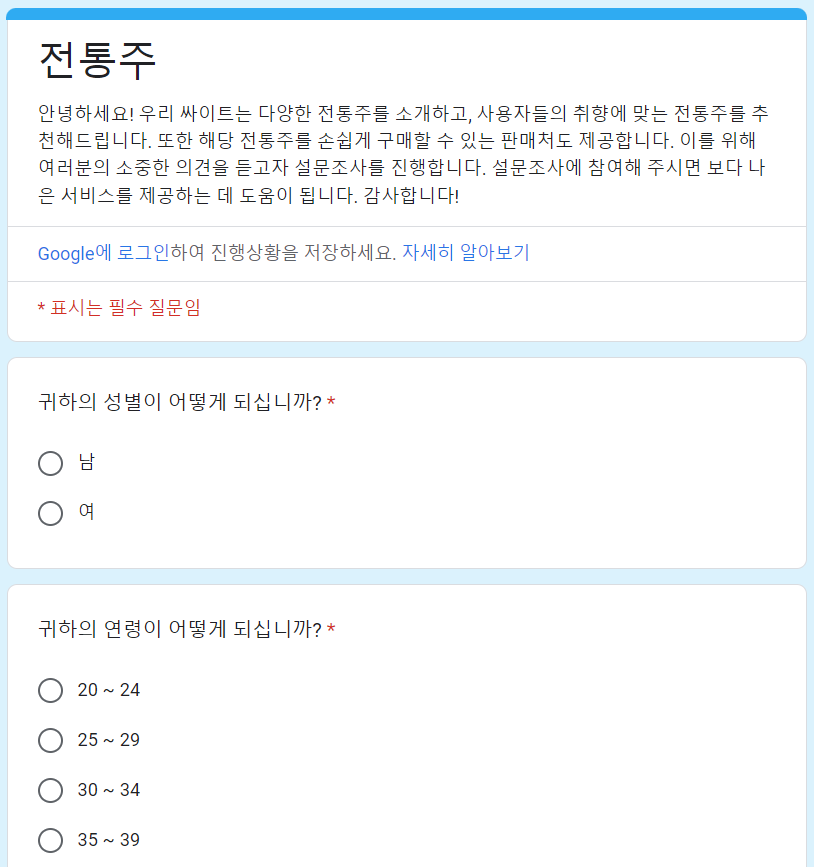 전통주
안녕하세요! 우리 싸이트는 다양한 전통주를 소개하고, 사용자들의 취향에 맞는 전통주를 추
천해드립니다. 또한 해당 전통주를 손쉽게 구매할 수 있는 판매처도 제공합니다. 이를 위해
여러분의 소중한 의견을 듣고자 설문조사를 진행합니다. 설문조사에 참여해 주시면 보다 나
은 서비스를 제공하는 데 도움이 됩니다. 감사합니다!
Google에 로그인하여 진행상황을 저장하세요. 자세히 알아보기
* 표시는 필수 질문임
귀하의 성별이 어떻게 되십니까? *
남
여
귀하의 연령이 어떻게 되십니까? *
20 ~ 24
25 ~ 29
30 ~ 34
35 ~ 39